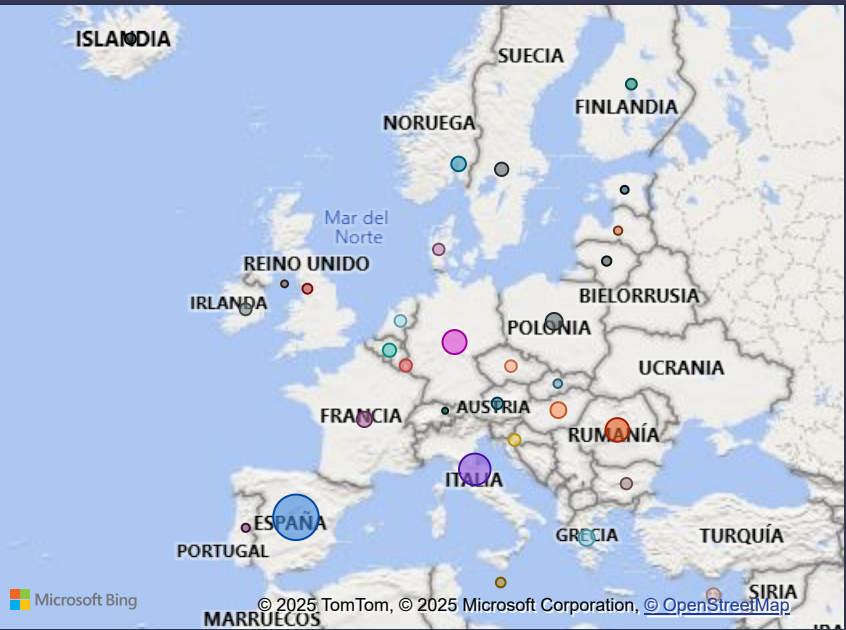 ISLANDIA
SUECIA
FINLANDIA
NORUEGA
Mar del
Norte
REINO UNIDO
IRLANDA
BIELORRUSIA
POLONIA
UCRANIA
AUSTRIA
FRANCIA
RUMANÍA
ITALIA
ESPAÑA
GRECIA
TURQUÍA
PORTUGAL
SIRIA
Microsoft Bing
© 2025 TomTom, © 2025 Microsoft Corporation, © OpenStreetMap
MARRUECOS